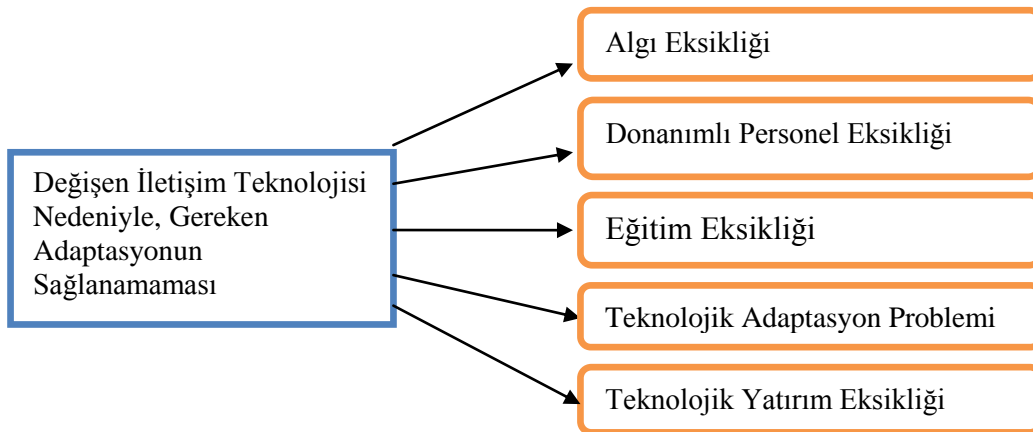 Algı Eksikliği
Donanımlı Personel Eksikliği
Değişen İletişim Teknolojisi
Nedeniyle, Gereken
Adaptasyonun
Sağlanamaması
Eğitim Eksikliği
Teknolojik Adaptasyon Problemi
Teknolojik Yatırım Eksikliği